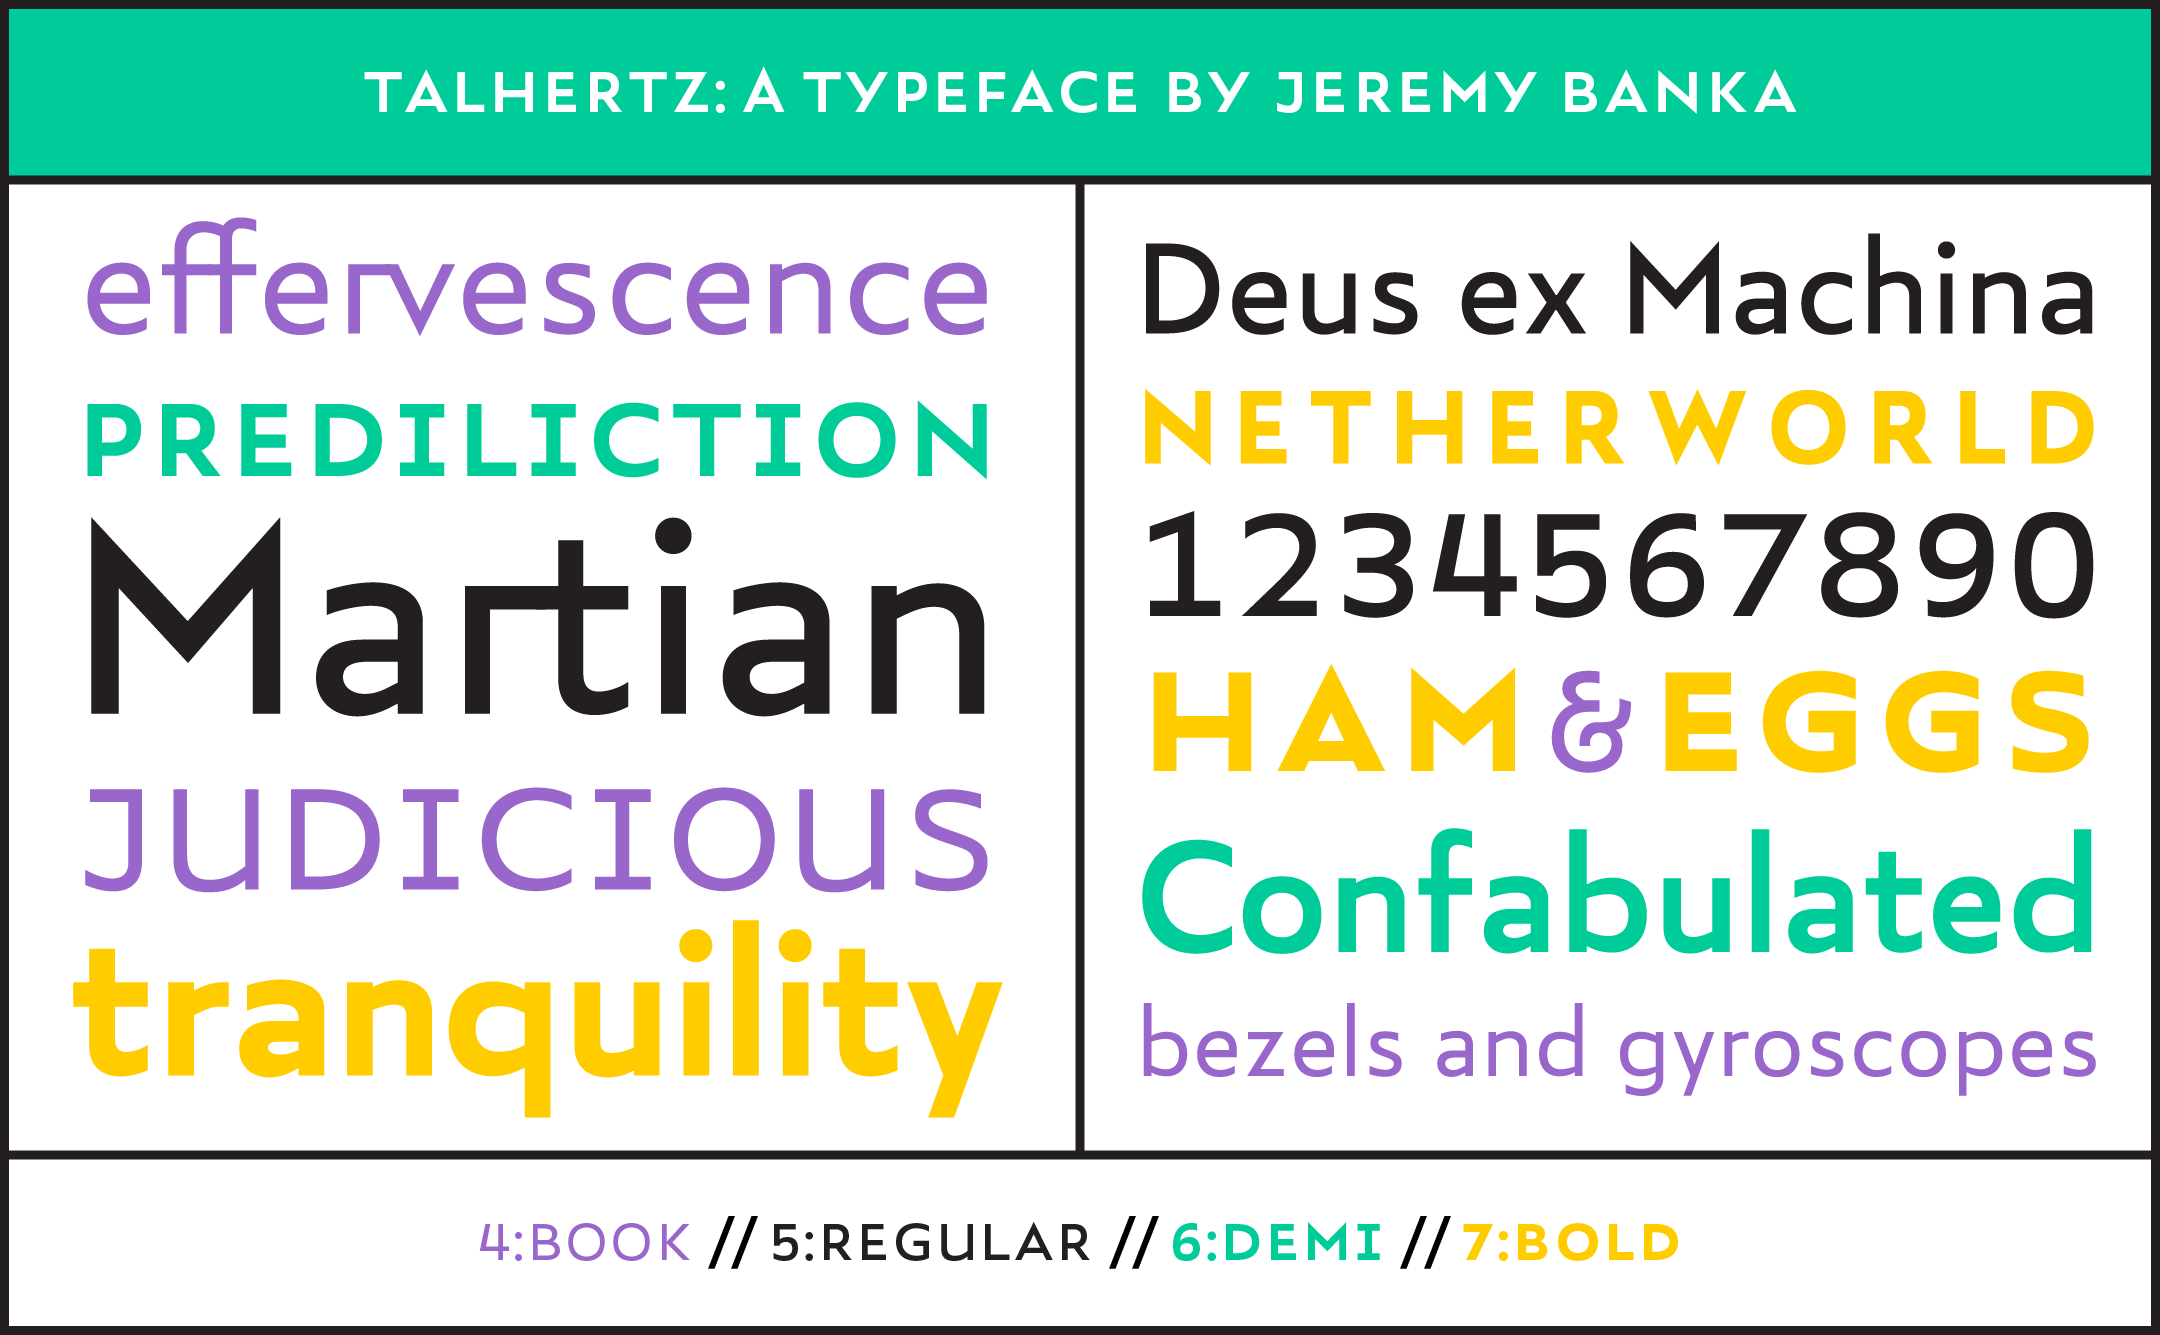 TALHERTZ: A TYPEFACE BY JEREMY BANKA
effervescence
PREDILICTION
Martian
JUDICIOUS
tranquility
Deus ex Machina
NETHERWORLD
1234567890
HAM & EGGS
Confabulated
bezels and gyroscopes
4:BOOK // 5:REGULAR // 6:DEMI // 7:BOLD